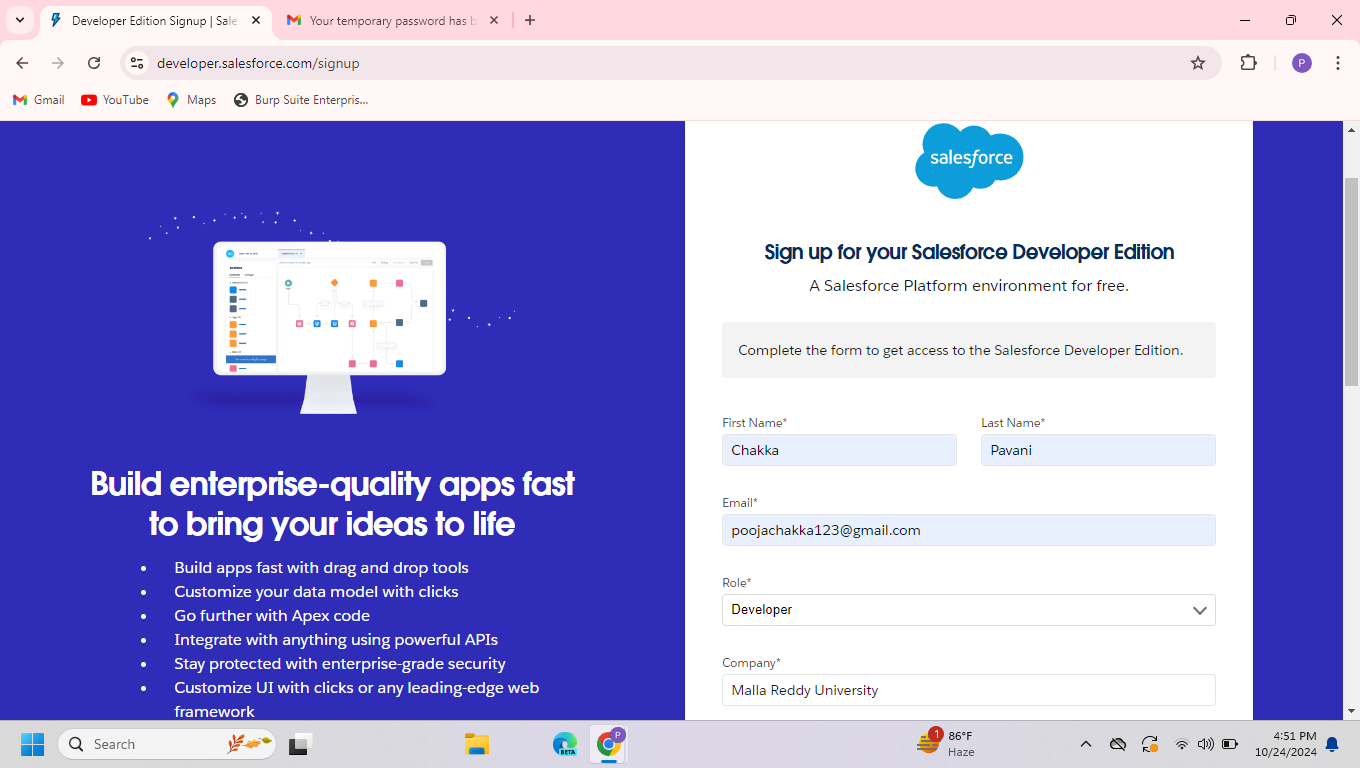 Developer Edition Signup | Sale
Your temporary password has b
developer.salesforce.com/signup
P
Gmail
YouTube
Maps
Burp Suite Enterpris...
Build enterprise-quality apps fast
to bring your ideas to life
• Build apps fast with drag and drop tools
• Customize your data model with clicks
• Go further with Apex code
• Integrate with anything using powerful APIs
• Stay protected with enterprise-grade security
• Customize UI with clicks or any leading-edge web
framework
salesforce
Sign up for your Salesforce Developer Edition
A Salesforce Platform environment for free.
Complete the form to get access to the Salesforce Developer Edition.
First Name* Last Name*
Chakka Pavani
Email*
poojachakka123@gmail.com
Role*
Developer
Company*
Malla Reddy University
Search
BETA
P
1
86°F
Haze
4:51 PM
10/24/2024